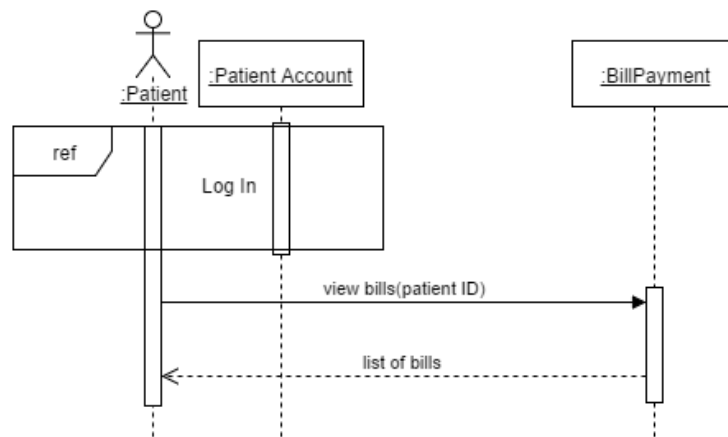 :Patient
:Patient Account
:BillPayment
ref
Log In
view bills(patient ID)
list of bills